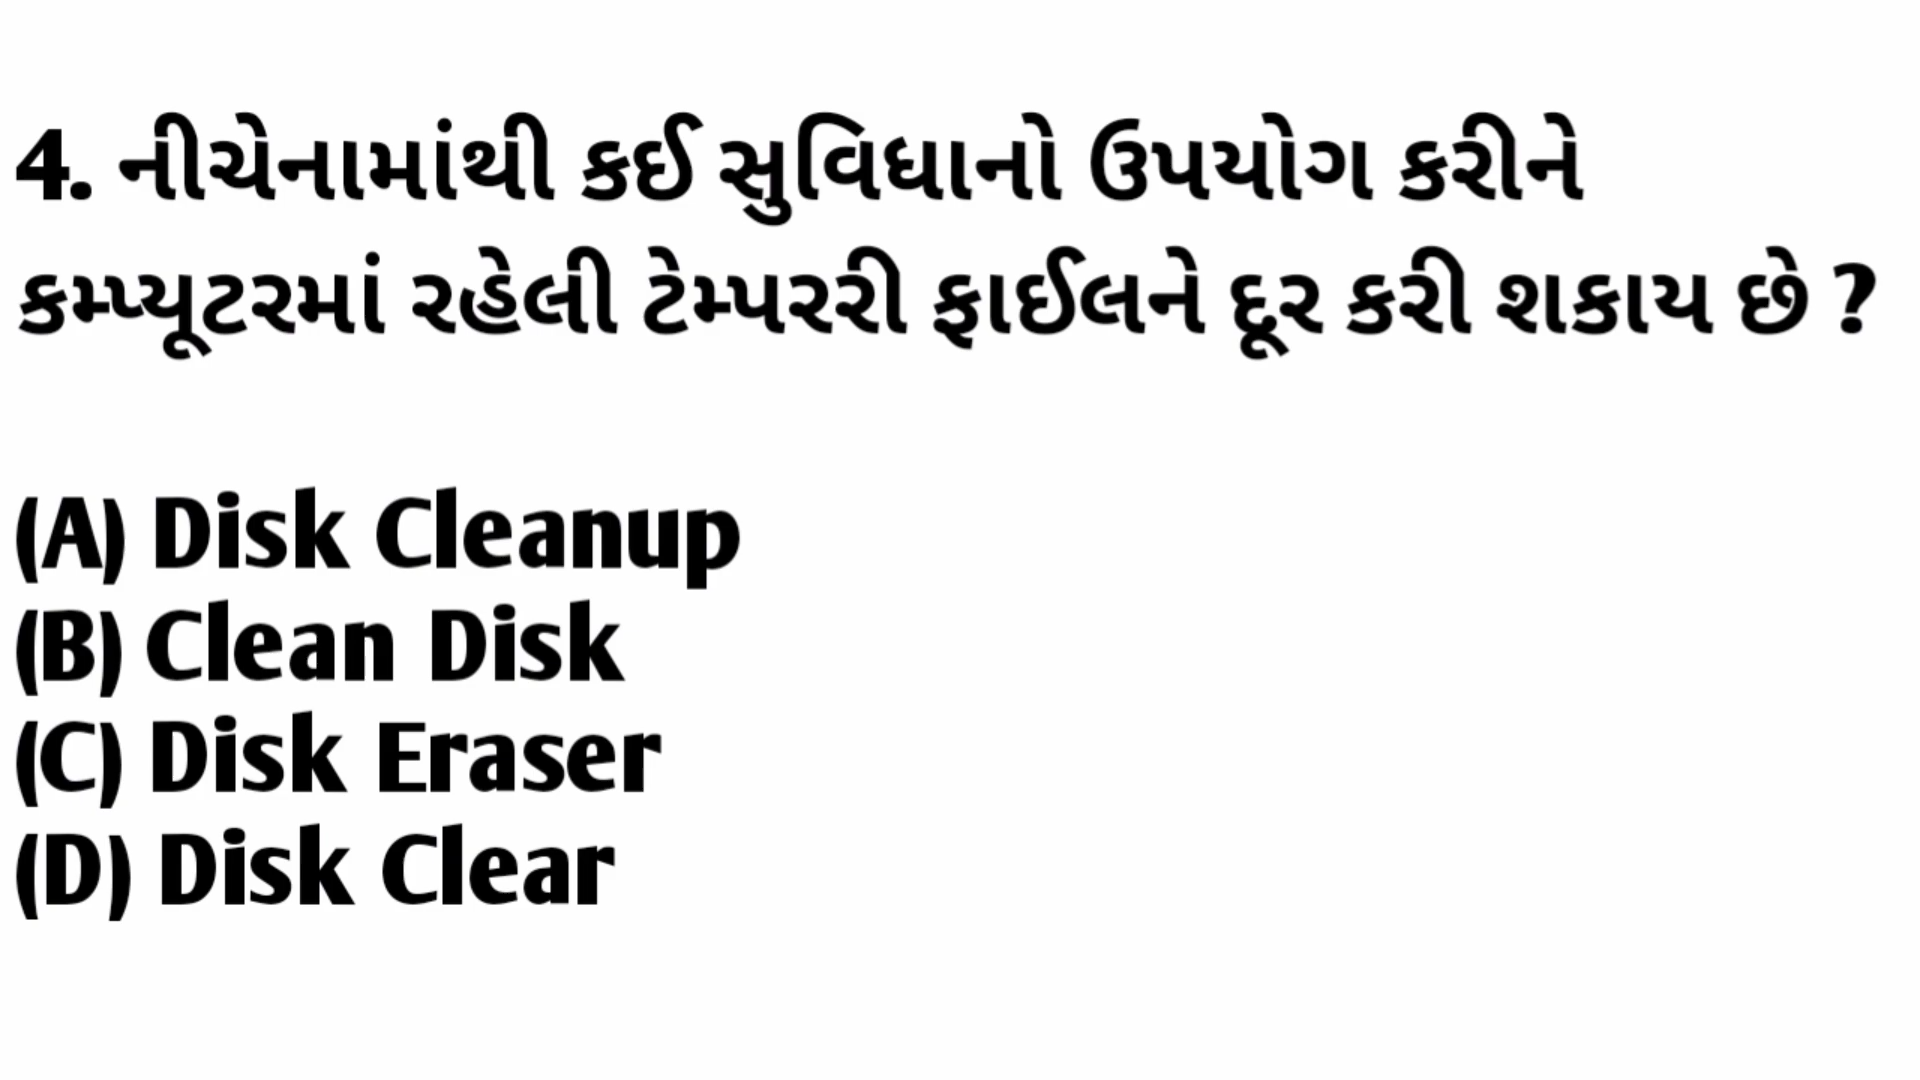 4. નીચેનામાંથી કઈ સુવિધાનો ઉપયોગ કરીને
કમ્પ્યૂટરમાં રહેલી ટેમ્પરરી ફાઈલને દૂર કરી શકાય છે ?
(A) Disk Cleanup
(B) Clean Disk
(C) Disk Eraser
(D) Disk Clear